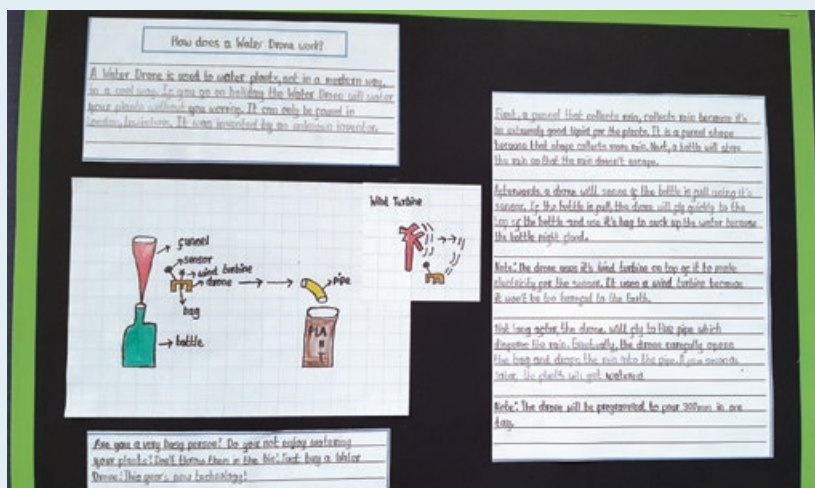 How does a Water Drone work?
A Water Drone is used to water plants, not in a modern way,
in a cool way. If you go on holiday the Water Drone will water
your plants without you worring. It can only be found in
London, It was invented by an unknown inventor.
funnel
sensor
wind turbine
drone
bag
bottle
pipe
PLANT
Wind Turbine
First, a funnel that collects rain, collects rain because it's
an extremely good liquid for the plants. It is a funnel shape
because that shape collects more rain. Next, a bottle will store
the rain so that the rain doesn't escape.
Afterwards, a drone will sense if the bottle is full using it's
sensor. If the bottle is full, the drone will fly quickly to the
top of the bottle and use it's bag to suck up the water because
the bottle might flood.
Note: The drone uses it's wind turbine on top of it to make
electricity for the sensor. It uses a wind turbine because
it won't be too harmful to the Earth.
Not long after, the drone will fly to the pipe which
the rain. Eventually, the drone carefully opens
the bag and drops the rain into the pipe. A few seconds
later, the plants will get watered.
Note: The drone will be programmed to pour 300mm in one
day.
Are you a very busy person? Do you not enjoy watering
your plants? Don't throw them in the bin! Just buy a Water
Drone! This year's new technology!